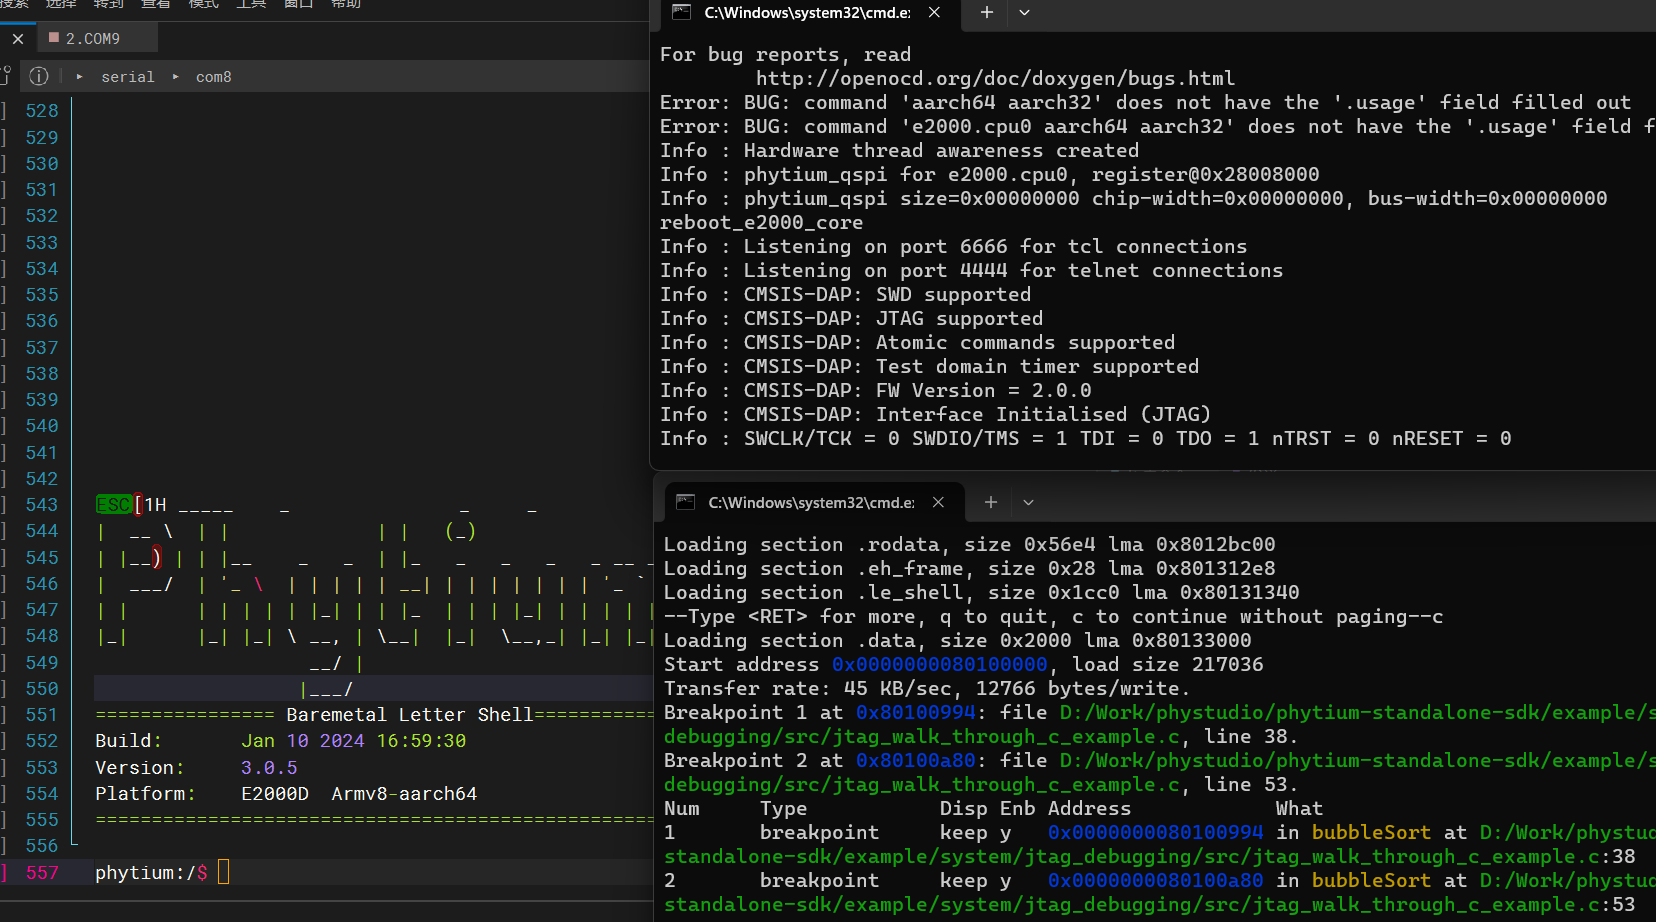 搜索 选择 转到 查看 模式 工具 窗口 帮助
2.COM9
serial com8
528
529
530
531
532
533
534
535
536
537
538
539
540
541
542
543 ESC[1H _____    _                _     _
544 |  __ \  | |             | |   (_)
545 | |__) | | |__    _   _  | |_   _   _   _   _ __ _
546 |  ___/  | '_ \  | | | | | __| | | | | | | | '_ `
547 | |      | | | | | |_| | | |_  | | | |_| | | | | |
548 |_|      |_| |_| \ __, | \__|  |_|  \__,_| |_| |_|
549                   __/ |
550                  |___/
551 ================ Baremetal Letter Shell===========
552 Build:       Jan 10 2024 16:59:30
553 Version:     3.0.5
554 Platform:    E2000D  Armv8-aarch64
555 ==================================================
556
557 phytium:/$
C:\Windows\system32\cmd.e
For bug reports, read
http://openocd.org/doc/doxygen/bugs.html
Error: BUG: command 'aarch64 aarch32' does not have the '.usage' field filled out
Error: BUG: command 'e2000.cpu0 aarch64 aarch32' does not have the '.usage' field f
Info : Hardware thread awareness created
Info : phytium_qspi for e2000.cpu0, register@0x28008000
Info : phytium_qspi size=0x00000000 chip-width=0x00000000, bus-width=0x00000000
reboot_e2000_core
Info : Listening on port 6666 for tcl connections
Info : Listening on port 4444 for telnet connections
Info : CMSIS-DAP: SWD supported
Info : CMSIS-DAP: JTAG supported
Info : CMSIS-DAP: Atomic commands supported
Info : CMSIS-DAP: Test domain timer supported
Info : CMSIS-DAP: FW Version = 2.0.0
Info : CMSIS-DAP: Interface Initialised (JTAG)
Info : SWCLK/TCK = 0 SWDIO/TMS = 1 TDI = 0 TDO = 1 nTRST = 0 nRESET = 0
C:\Windows\system32\cmd.e
Loading section .rodata, size 0x56e4 lma 0x8012bc00
Loading section .eh_frame, size 0x28 lma 0x801312e8
Loading section .le_shell, size 0x1cc0 lma 0x80131340
--Type <RET> for more, q to quit, c to continue without paging--c
Loading section .data, size 0x2000 lma 0x80133000
Start address 0x0000000080100000, load size 217036
Transfer rate: 45 KB/sec, 12766 bytes/write.
Breakpoint 1 at 0x80100994: file D:/Work/phystudio/phytium-standalone-sdk/example/s
debugging/src/jtag_walk_through_c_example.c, line 38.
Breakpoint 2 at 0x80100a80: file D:/Work/phystudio/phytium-standalone-sdk/example/s
debugging/src/jtag_walk_through_c_example.c, line 53.
Num     Type           Disp Enb Address            What
1       breakpoint     keep y   0x0000000080100994 in bubbleSort at D:/Work/phystud
standalone-sdk/example/system/jtag_debugging/src/jtag_walk_through_c_example.c:38
2       breakpoint     keep y   0x0000000080100a80 in bubbleSort at D:/Work/phystud
standalone-sdk/example/system/jtag_debugging/src/jtag_walk_through_c_example.c:53